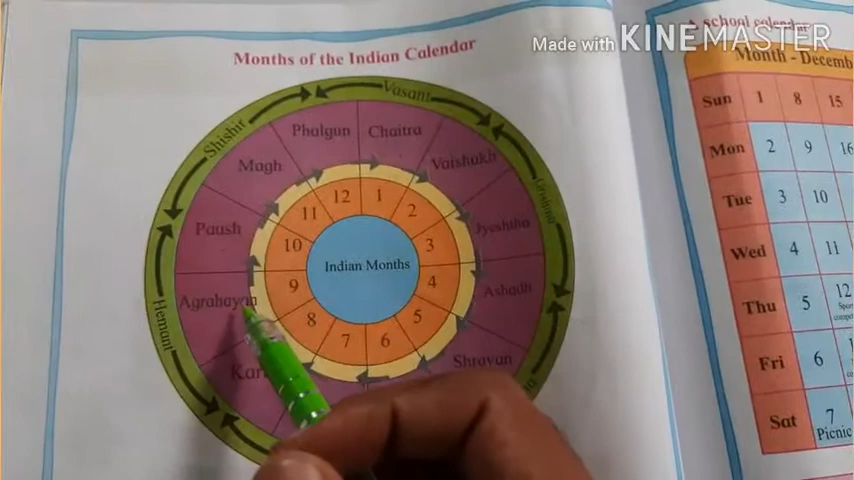 Made with KINEMASTER
A school calendar
Months of the Indian Calendar
Month - Decemb
Vasant
Shishir
Grishma
Hemant
Phalgun
Chaitra
Magh
Vaishakh
Paush
Jyeshtha
Agrahayan
Ashadh
Kar
Shravan
12
1
11
2
10
3
9
4
8
5
7
6
Indian Months
Sun 1 8 15
Mon 2 9 16
Tue 3 10
Wed 4 11
Thu 5 12
Fri 6
Sat 7
Picnic